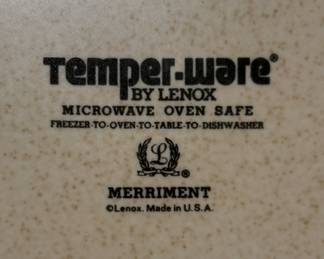 Temper-ware®
BY LENOX
MICROWAVE OVEN SAFE
FREEZER-TO-OVEN-TO-TABLE-TO-DISHWASHER
L ®
MERRIMENT
©Lenox. Made in U.S.A.